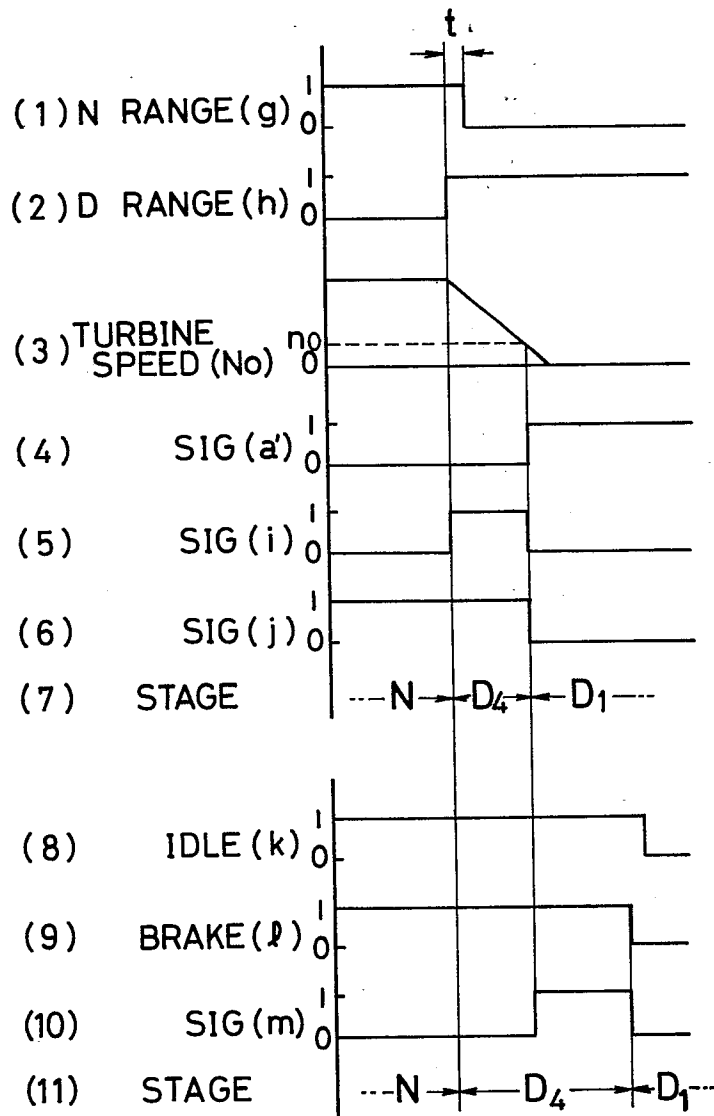 t
(1) N RANGE(g) 1 0
(2) D RANGE(h) 1 0
(3) TURBINE SPEED(No) no 0
(4) SIG(a') 1 0
(5) SIG(i) 1 0
(6) SIG(j) 1 0
(7) STAGE ---N D4 D1---
(8) IDLE(k) 1 0
(9) BRAKE(ℓ) 1 0
(10) SIG(m) 1 0
(11) STAGE ---N D4 D1---